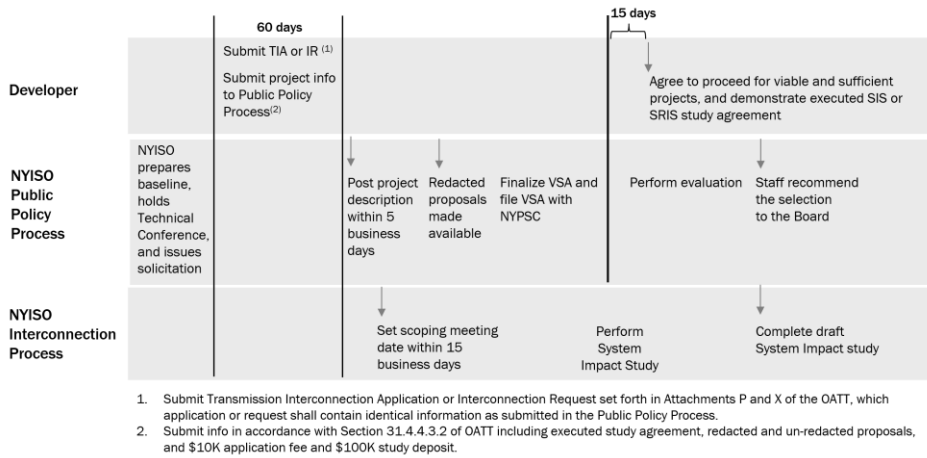 60 days
15 days
Developer
Submit TIA or IR (1)
Submit project info
to Public Policy
Process(2)
Agree to proceed for viable and sufficient
projects, and demonstrate executed SIS or
SRIS study agreement
NYISO
Public
Policy
Process
NYISO
prepares
baseline,
holds
Technical
Conference,
and issues
solicitation
Post project
description
within 5
business
days
Redacted
proposals
made
available
Finalize VSA and
file VSA with
NYPSC
Perform evaluation
Staff recommend
the selection
to the Board
NYISO
Interconnection
Process
Set scoping meeting
date within 15
business days
Perform
System
Impact Study
Complete draft
System Impact study
1. Submit Transmission Interconnection Application or Interconnection Request set forth in Attachments P and X of the OATT, which
application or request shall contain identical information as submitted in the Public Policy Process.
2. Submit info in accordance with Section 31.4.4.3.2 of OATT including executed study agreement, redacted and un-redacted proposals,
and $10K application fee and $100K study deposit.